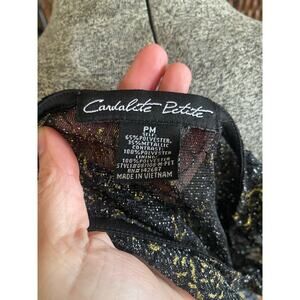 Candalite Petite
PM
SELF
65% POLYESTER,
35% METALLIC
CONTRAST
100% POLYESTER
LINING
100% POLYESTER
MADE IN VIETNAM